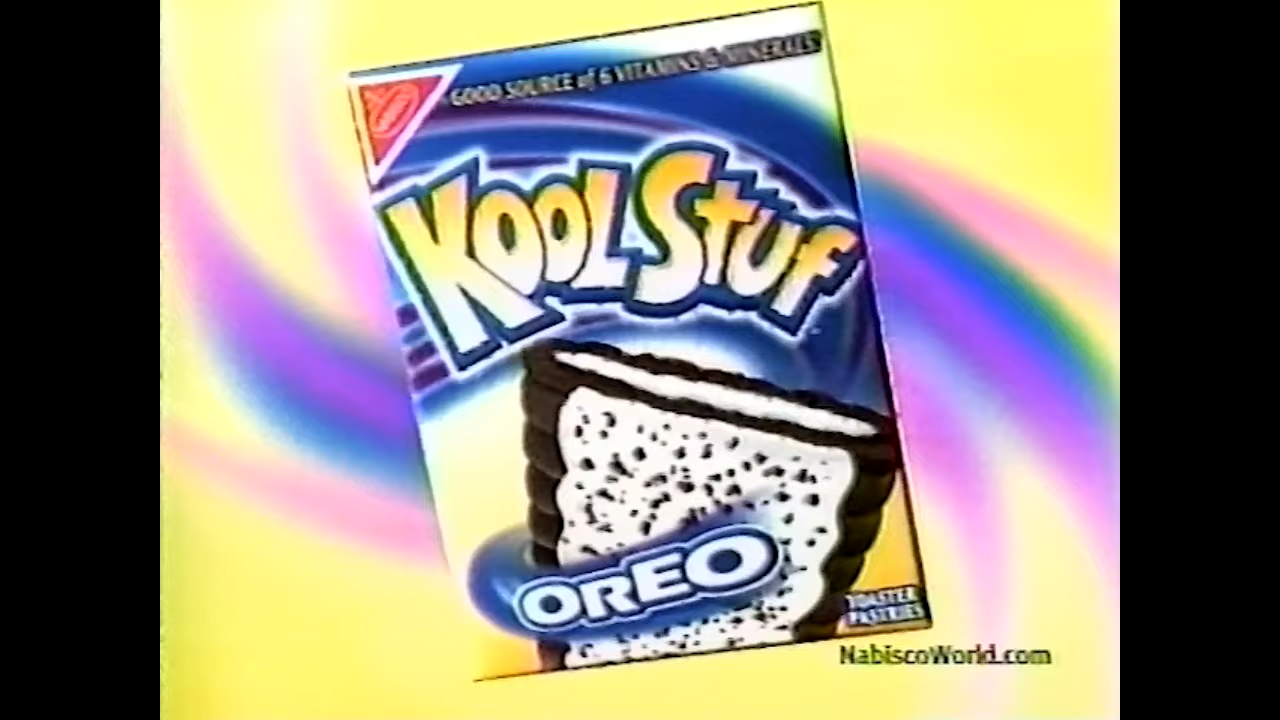 GOOD SOURCE of 6 VITAMINS & MINERALS
KOOL STUF
OREO
TOASTER
PASTRIES
NabiscoWorld.com